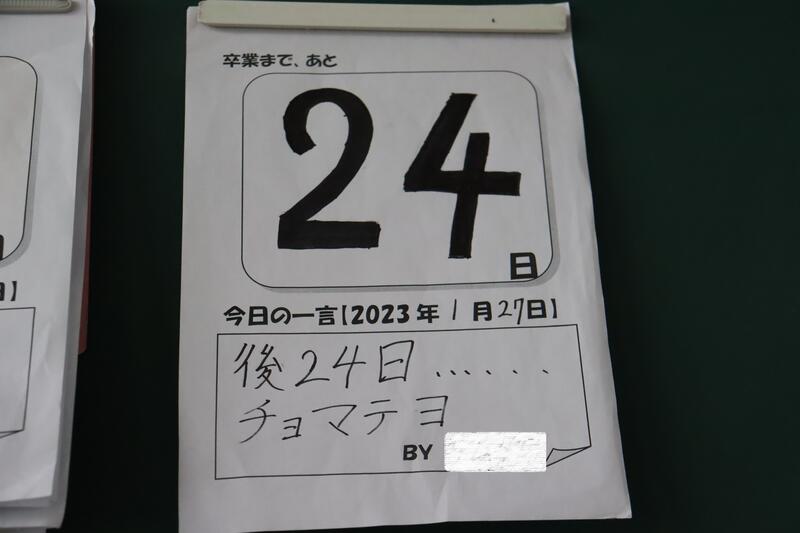 卒業まで、あと
24
日
今日の一言【2023年1月27日】
後24日……
チョマテヨ
BY
日】